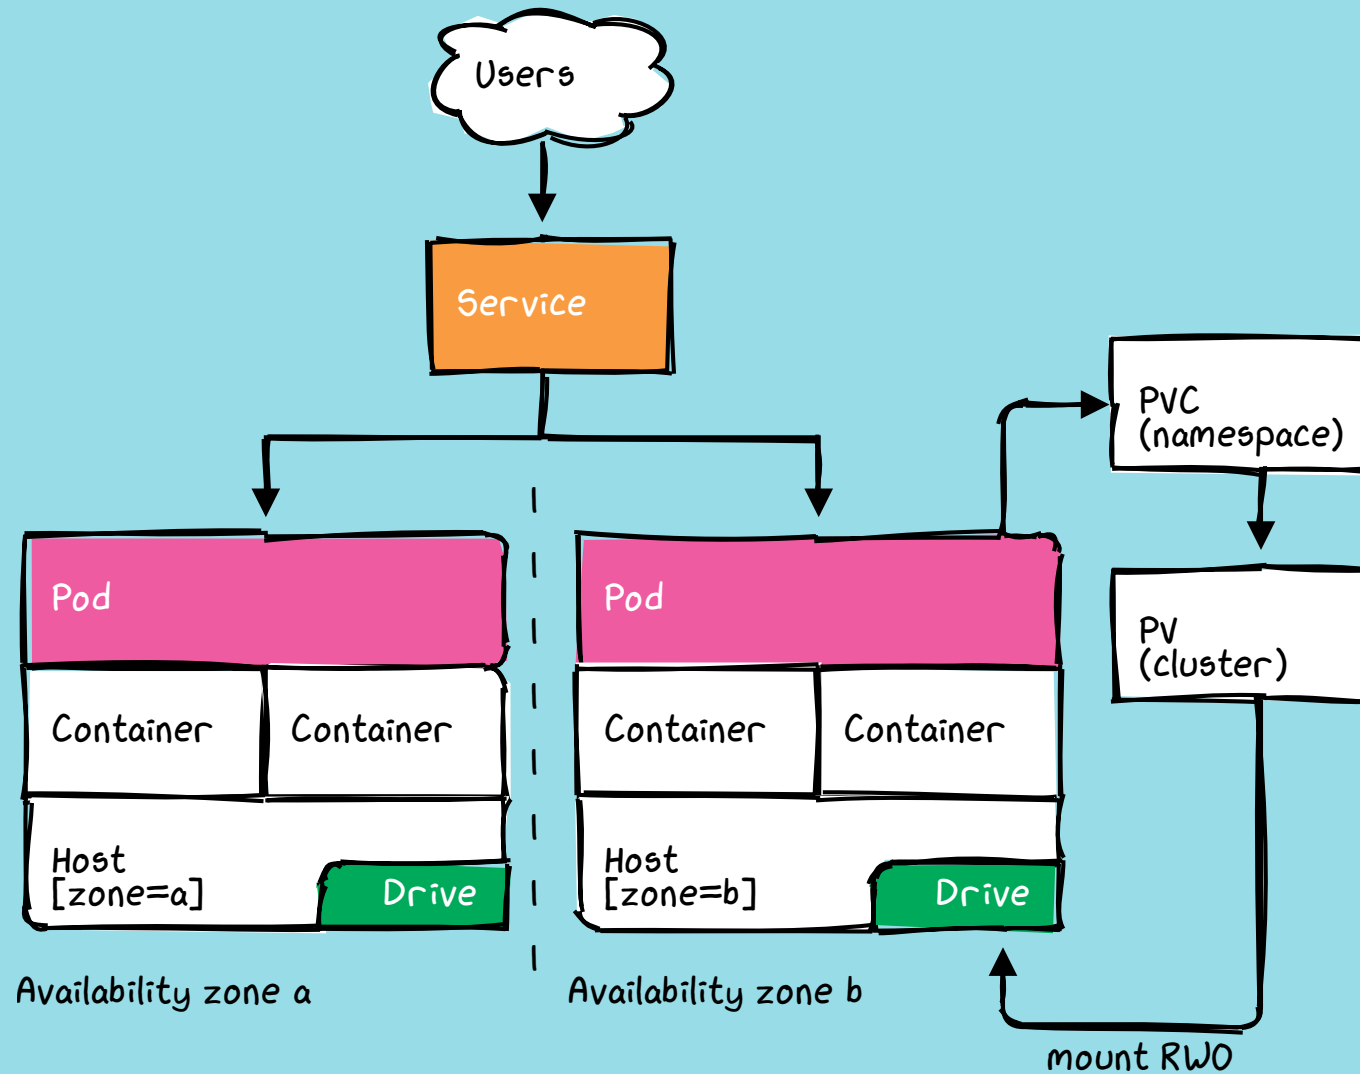 Users
Service
PVC
(namespace)
Pod
Pod
PV
(cluster)
Container
Container
Container
Container
Host
[zone=a]
Drive
Host
[zone=b]
Drive
Availability zone a
Availability zone b
mount RWO